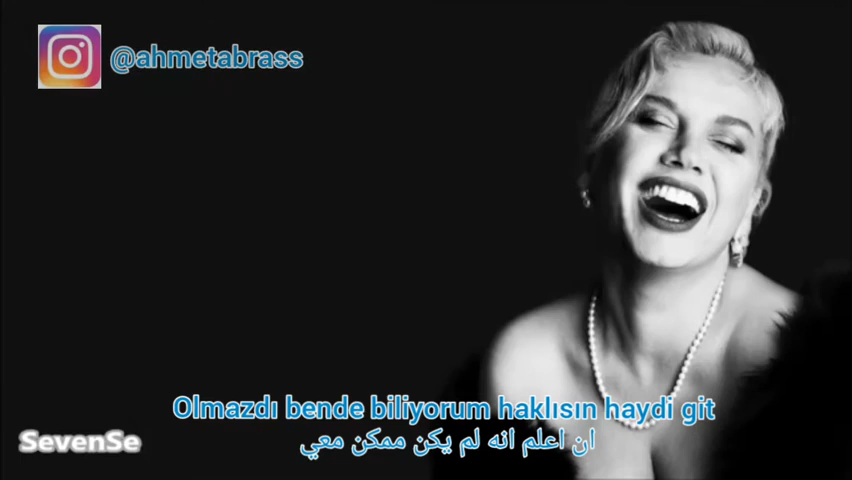 @ahmetabrass
Olmazdı bende biliyorum haklısın haydi git
ان اعلم انه لم يكن ممكن معي
SevenSe